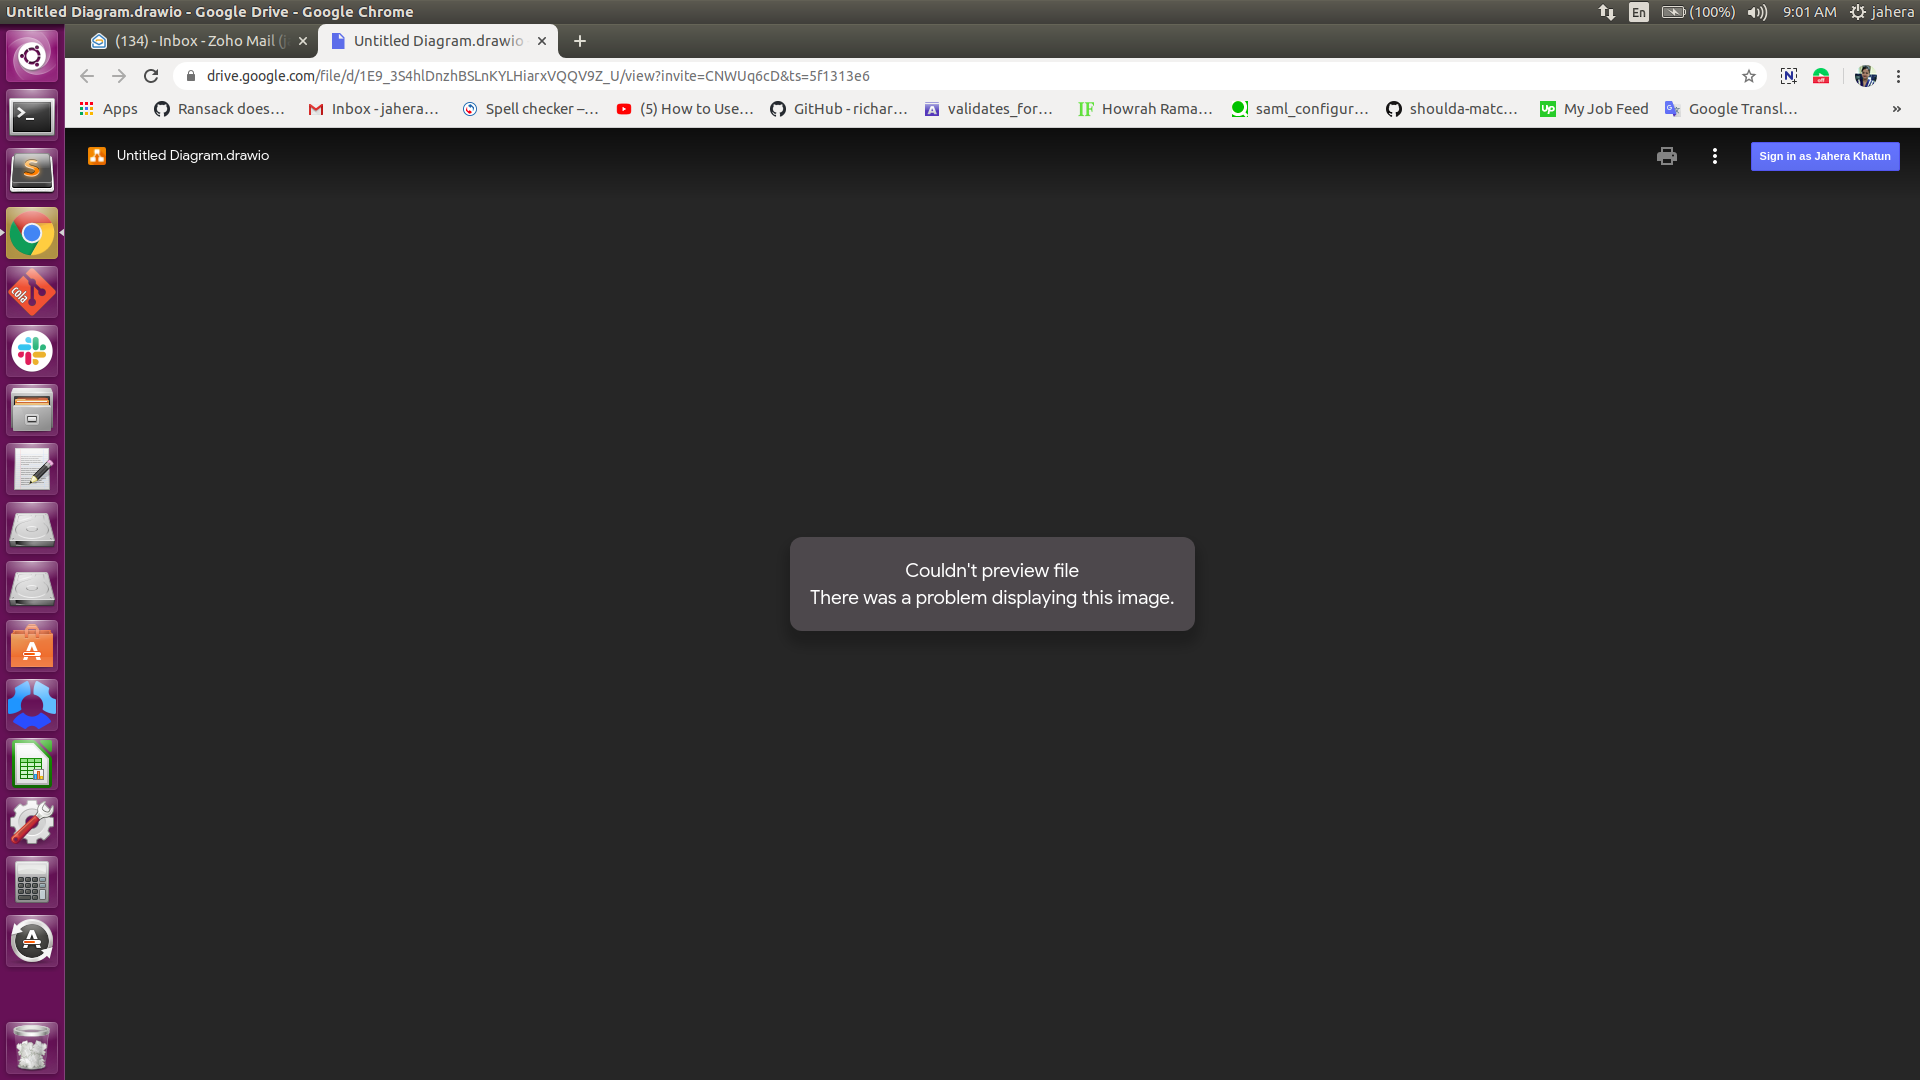 Untitled Diagram.drawio - Google Drive - Google Chrome
En (100%) 9:01 AM jahera
(134) - Inbox - Zoho Mail (j
Untitled Diagram.drawio
drive.google.com/file/d/1E9_3S4hlDnzhBSLnKYLHiarxVQQV9Z_U/view?invite=CNWUq6cD&ts=5f1313e6
Apps Ransack does... Inbox - jahera... Spell checker –... (5) How to Use... GitHub - richar... validates_for... IF Howrah Rama... saml_configur... shoulda-matc... Up My Job Feed Google Transl... »
Untitled Diagram.drawio
Sign in as Jahera Khatun
Couldn't preview file
There was a problem displaying this image.
cola